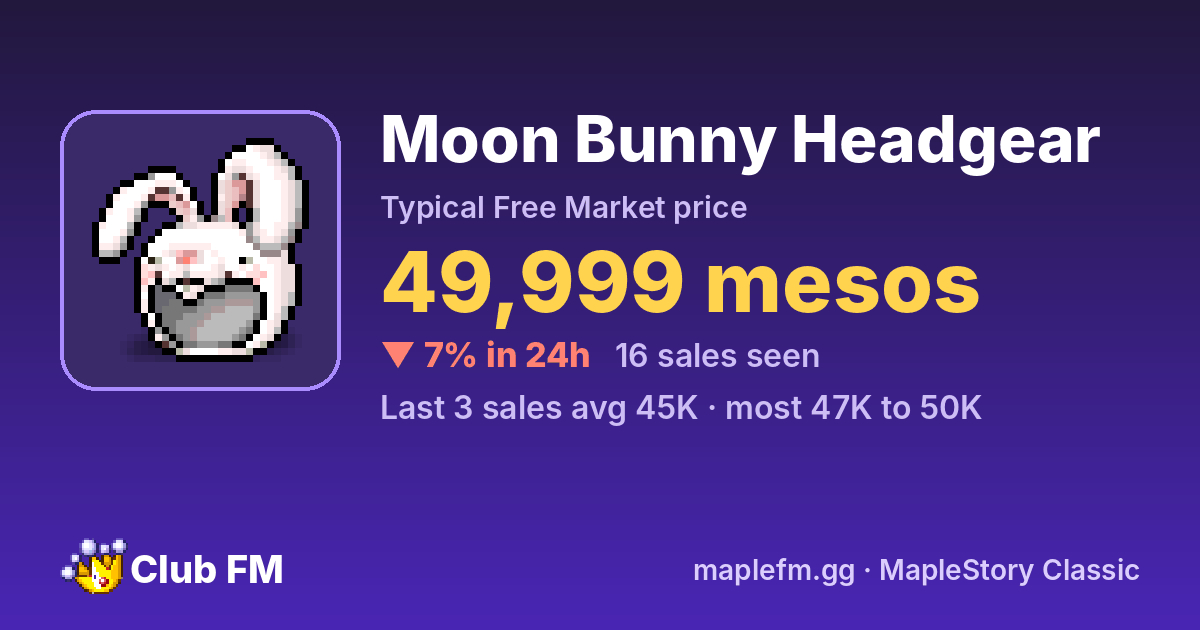 Moon Bunny Headgear
Typical Free Market price
49,999 mesos
▼ 7% in 24h 16 sales seen
Last 3 sales avg 45K · most 47K to 50K
Club FM
maplefm.gg · MapleStory Classic